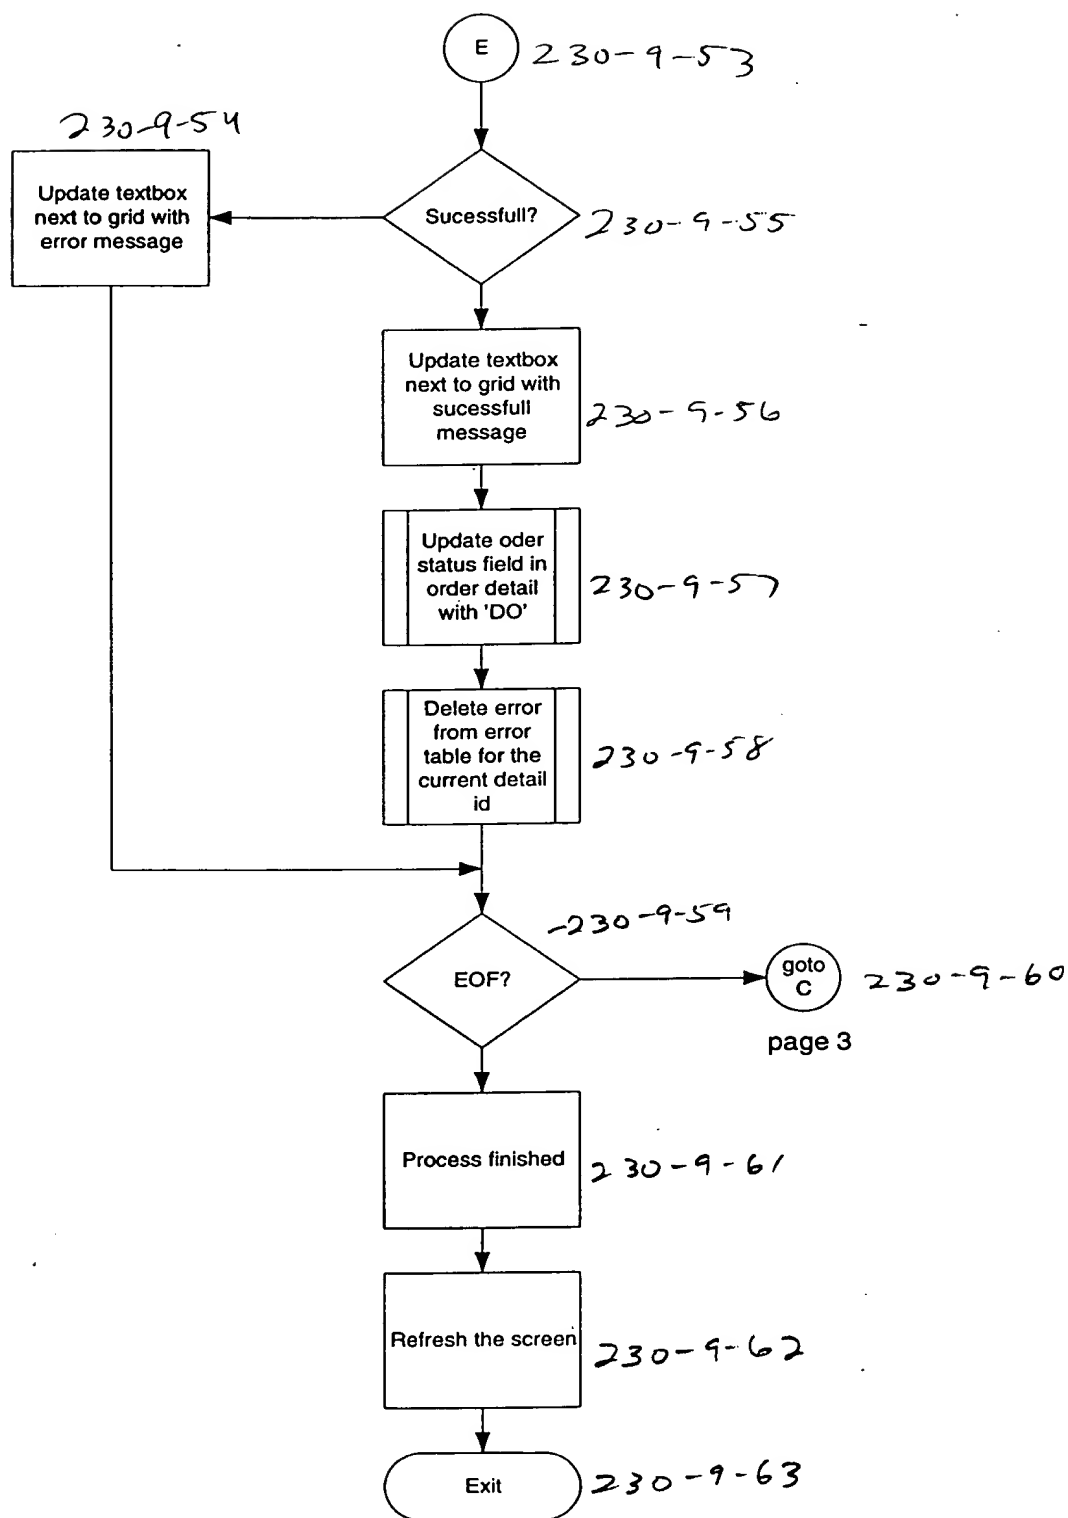 E
230-9-53
230-9-54
Update textbox
next to grid with
error message
Sucessfull?
230-9-55
Update textbox
next to grid with
sucessfull
message
230-9-56
Update oder
status field in
order detail
with 'DO'
230-9-57
Delete error
from error
table for the
current detail
id
230-9-58
-230-9-59
EOF?
goto
C
230-9-60
page 3
Process finished
230-9-61
Refresh the screen
230-9-62
Exit
230-9-63